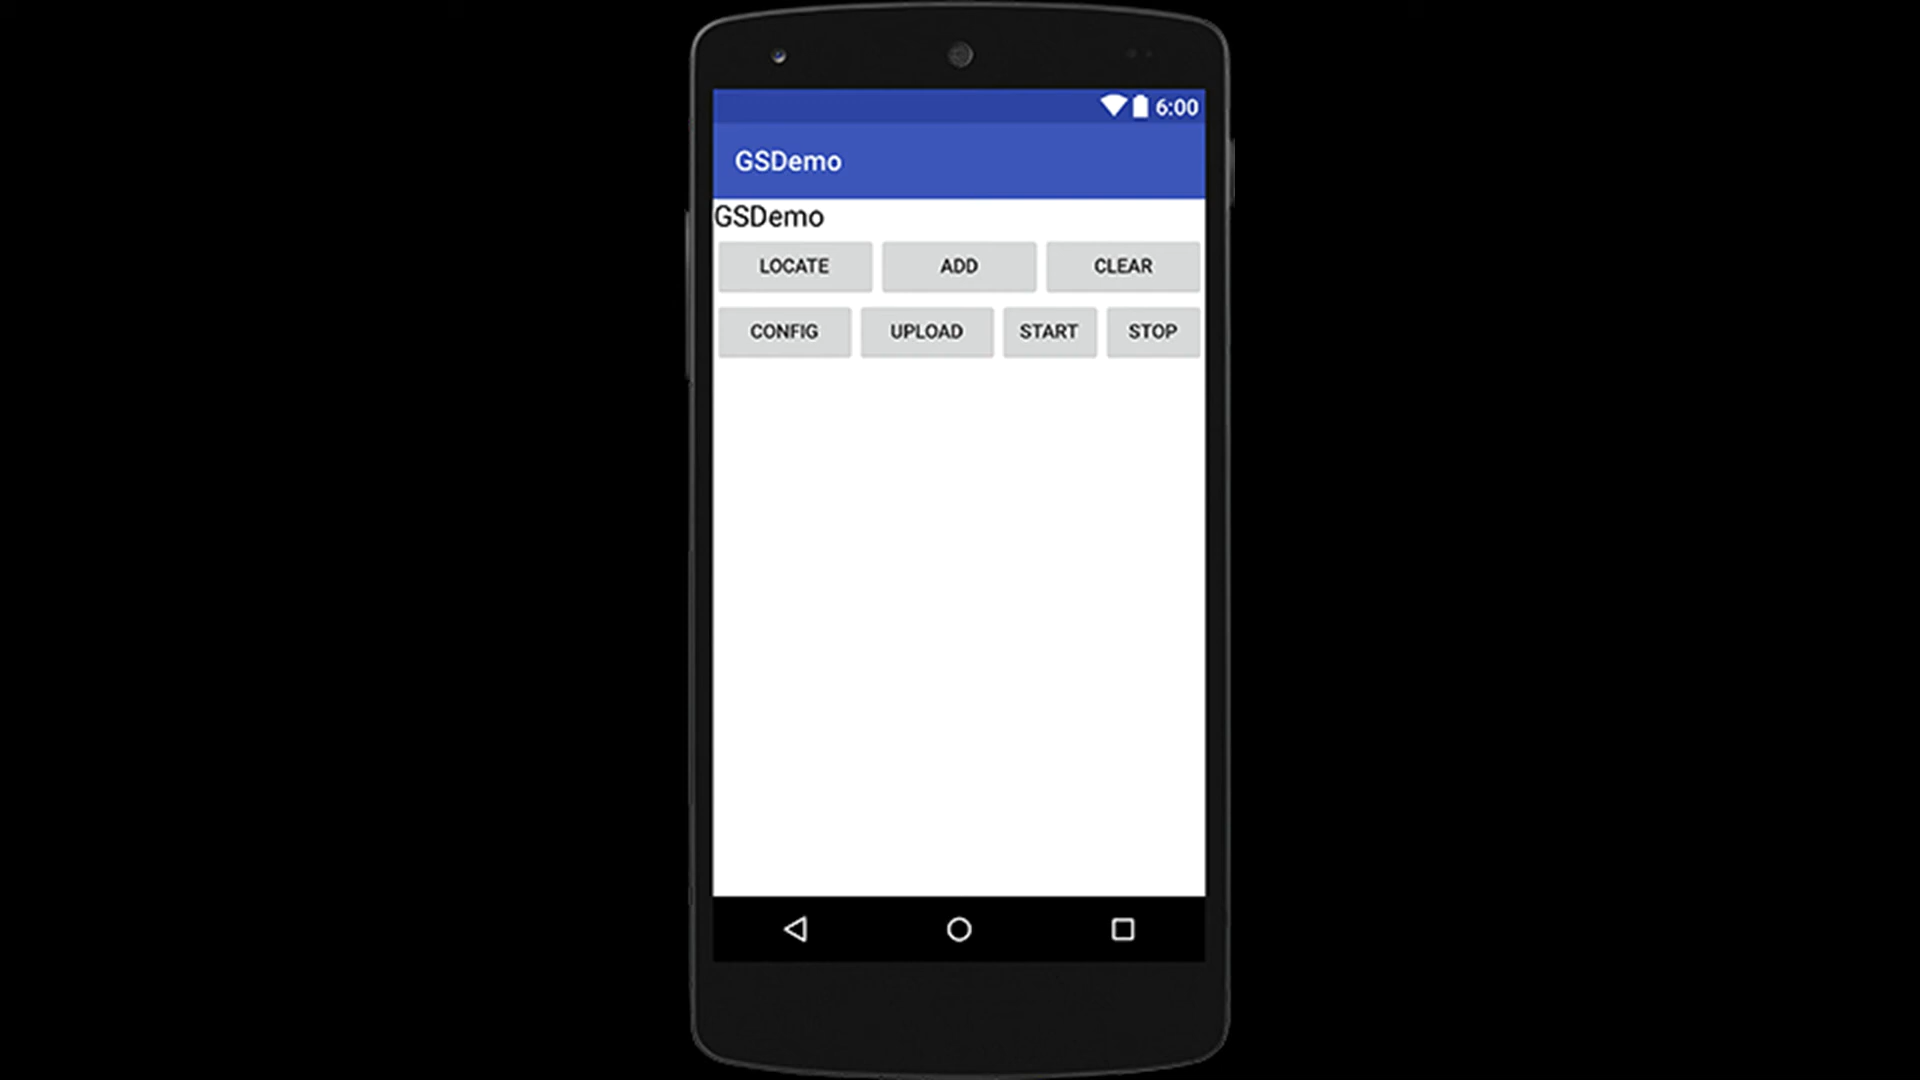 6:00
GSDemo
GSDemo
LOCATE ADD CLEAR
CONFIG UPLOAD START STOP